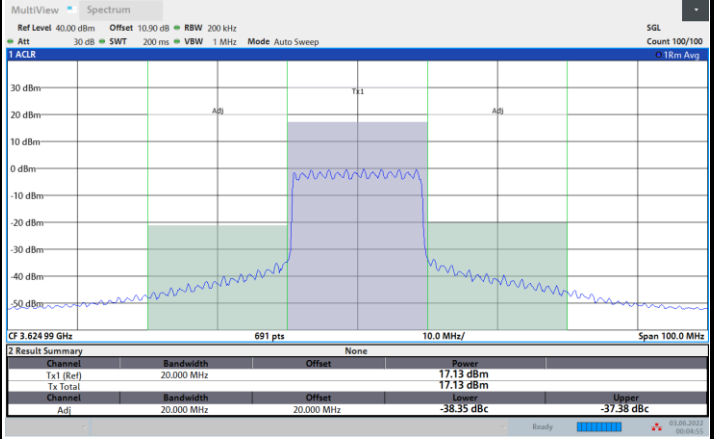 MultiView Spectrum
Ref Level 40.00 dBm Offset 10.90 dB RBW 200 kHz SGL
Att 30 dB SWT 200 ms VBW 1 MHz Mode Auto Sweep Count 100/100
1 ACLR 1Rm Avg
30 dBm
Tx1
20 dBm Adj Adj
10 dBm
0 dBm
-10 dBm
-20 dBm
-30 dBm
-40 dBm
-50 dBm
CF 3.624 99 GHz 691 pts 10.0 MHz/ Span 100.0 MHz
2 Result Summary None
Channel Bandwidth Offset Power
Tx1 (Ref) 20.000 MHz 17.13 dBm
Tx Total 17.13 dBm
Channel Bandwidth Offset Lower Upper
Adj 20.000 MHz 20.000 MHz -38.35 dBc -37.38 dBc
Ready 03.06.2022
00:04:55